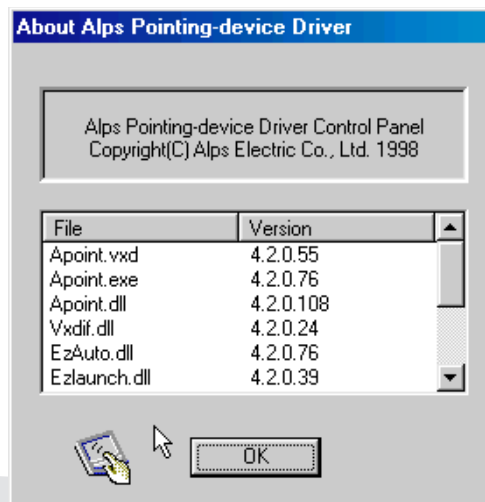 About Alps Pointing-device Driver
Alps Pointing-device Driver Control Panel
Copyright(C) Alps Electric Co., Ltd. 1998
File Version
Apoint.vxd 4.2.0.55
Apoint.exe 4.2.0.76
Apoint.dll 4.2.0.108
Vxdif.dll 4.2.0.24
EzAuto.dll 4.2.0.76
Ezlaunch.dll 4.2.0.39
OK